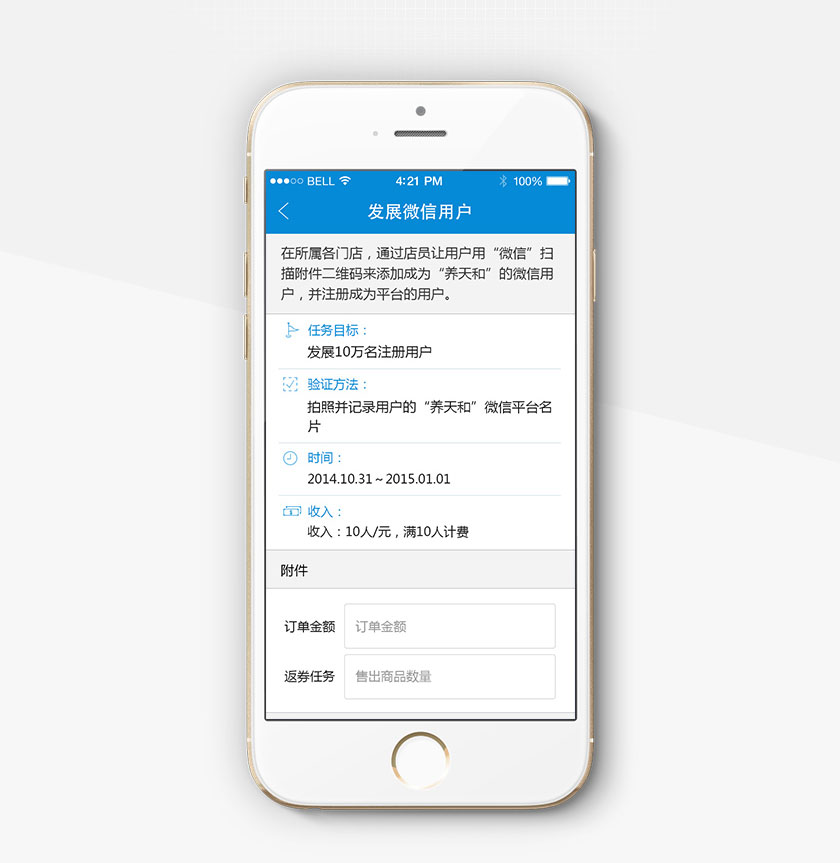 BELL 4:21 PM 100%
发展微信用户
在所属各门店，通过店员让用户用“微信”扫
描附件二维码来添加成为“养天和”的微信用
户，并注册成为平台的用户。
任务目标：
发展10万名注册用户
验证方法：
拍照并记录用户的“养天和”微信平台名
片
时间：
2014.10.31～2015.01.01
收入：
收入：10人/元，满10人计费
附件
订单金额 订单金额
返券任务 售出商品数量